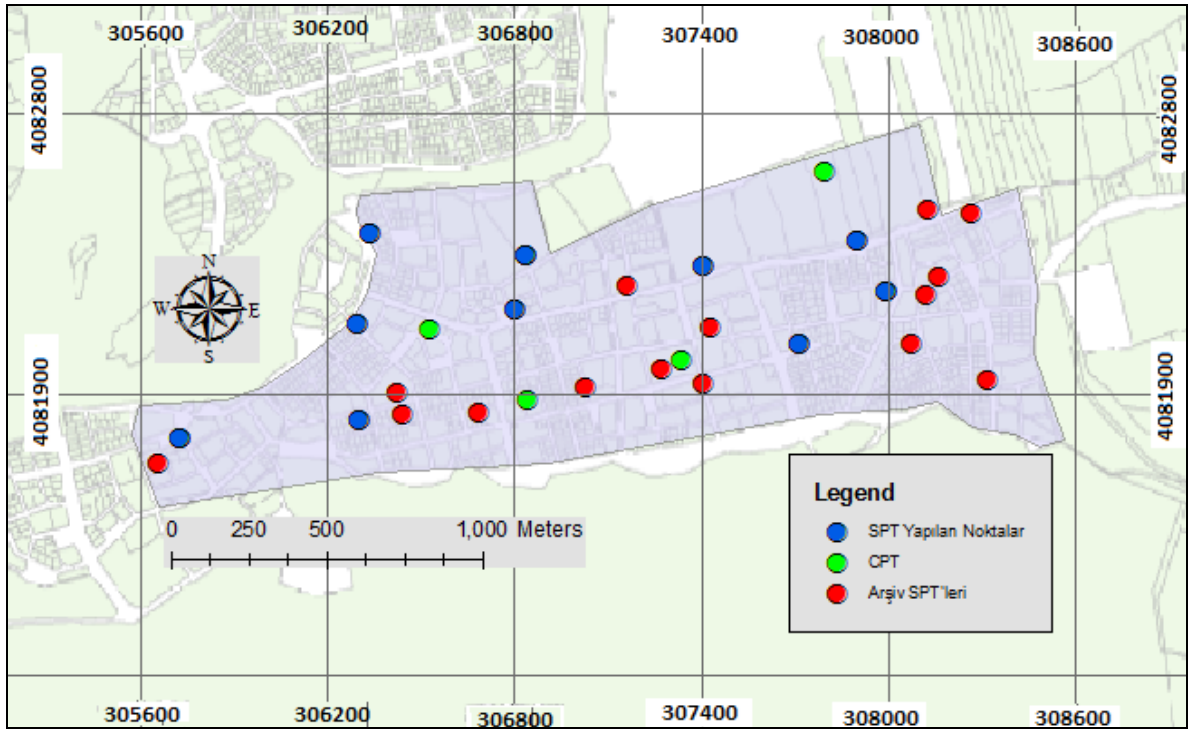 305600 306200 306800 307400 308000 308600
4082800 4082800
N
W E
S
4081900 4081900
Legend
SPT Yapılan Noktalar
CPT
Arşiv SPT'leri
0 250 500 1,000 Meters
305600 306200 306800 307400 308000 308600